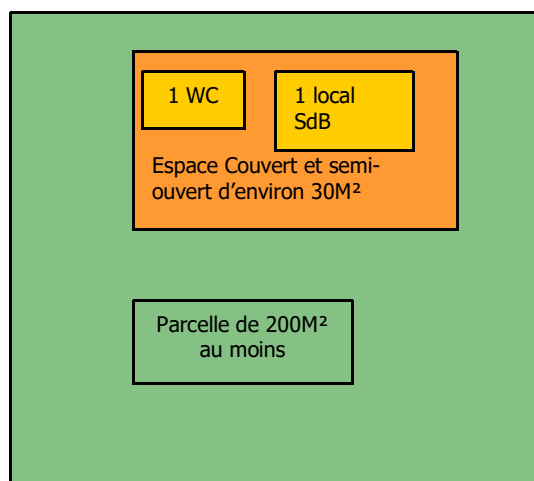 1 WC
1 local
SdB
Espace Couvert et semi-
ouvert d’environ 30M²
Parcelle de 200M²
au moins